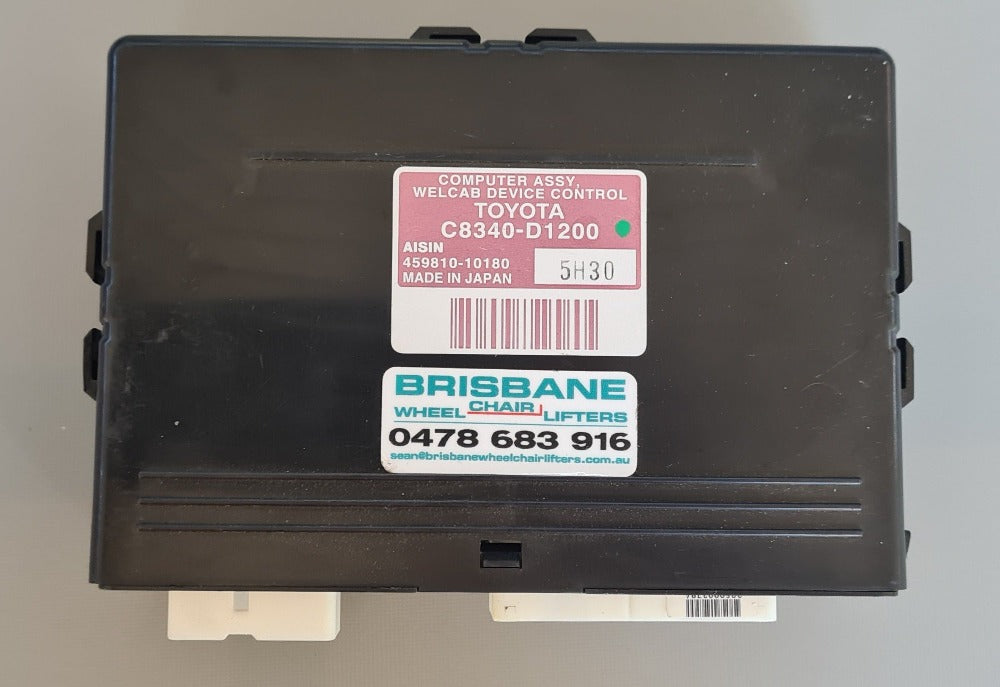 COMPUTER ASSY,
WELCAB DEVICE CONTROL
TOYOTA
C8340-D1200
AISIN
459810-10180
MADE IN JAPAN
5H30
BRISBANE
WHEEL CHAIR LIFTERS
0478 683 916
sean@brisbanewheelchairlifters.com.au